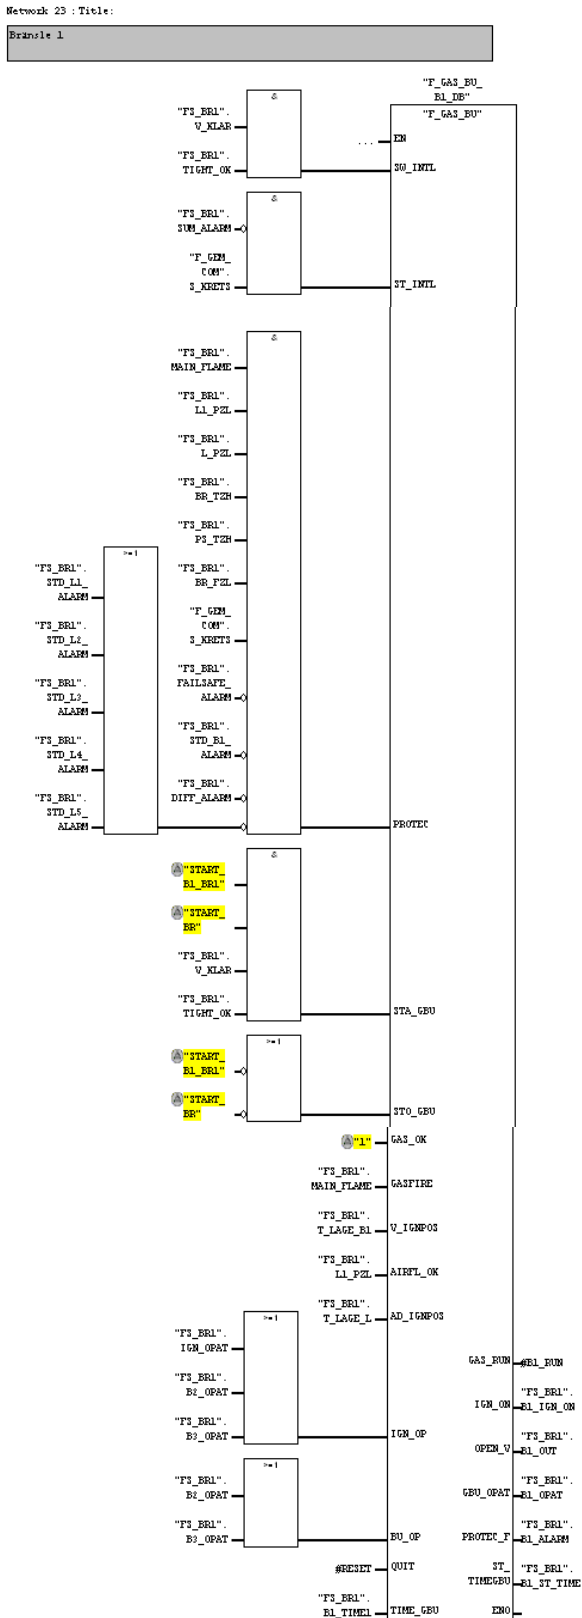 Network 23 : Title:
Bränsle 1
"F_GAS_BU_
B1_DB"
"F_GAS_BU"
&
"FS_BR1".
V_KLAR
"FS_BR1".
TIGHT_OK
... EN
SW_INTL
&
"FS_BR1".
SUM_ALARM
"F_GEM_
COM".
S_KRETS
ST_INTL
&
"FS_BR1".
MAIN_FLAME
"FS_BR1".
L1_PZL
"FS_BR1".
L_PZL
"FS_BR1".
BR_TZH
"FS_BR1".
PS_TZH
"FS_BR1".
BR_FZL
"F_GEM_
COM".
S_KRETS
"FS_BR1".
FAILSAFE_
ALARM
"FS_BR1".
STD_B1_
ALARM
"FS_BR1".
DIFF_ALARM
>=1
"FS_BR1".
STD_L1_
ALARM
"FS_BR1".
STD_L2_
ALARM
"FS_BR1".
STD_L3_
ALARM
"FS_BR1".
STD_L4_
ALARM
"FS_BR1".
STD_L5_
ALARM
PROTEC
&
"START_
B1_BR1"
"START_
BR"
"FS_BR1".
V_KLAR
"FS_BR1".
TIGHT_OK
STA_GBU
>=1
"START_
B1_BR1"
"START_
BR"
STO_GBU
"1" GAS_OK
"FS_BR1".
MAIN_FLAME GASFIRE
"FS_BR1".
T_LAGE_B1 V_IGNPOS
"FS_BR1".
L1_PZL AIRFL_OK
"FS_BR1".
T_LAGE_L AD_IGNPOS
>=1
"FS_BR1".
IGN_OPAT
"FS_BR1".
B2_OPAT
"FS_BR1".
B3_OPAT
IGN_OP
>=1
"FS_BR1".
B2_OPAT
"FS_BR1".
B3_OPAT
BU_OP
#RESET QUIT
"FS_BR1".
B1_TIME1 TIME_GBU
GAS_RUN #B1_RUN
"FS_BR1".
IGN_ON B1_IGN_ON
"FS_BR1".
OPEN_V B1_OUT
"FS_BR1".
GBU_OPAT B1_OPAT
"FS_BR1".
PROTEC_F B1_ALARM
ST_ "FS_BR1".
TIMEGBU B1_ST_TIME
ENO